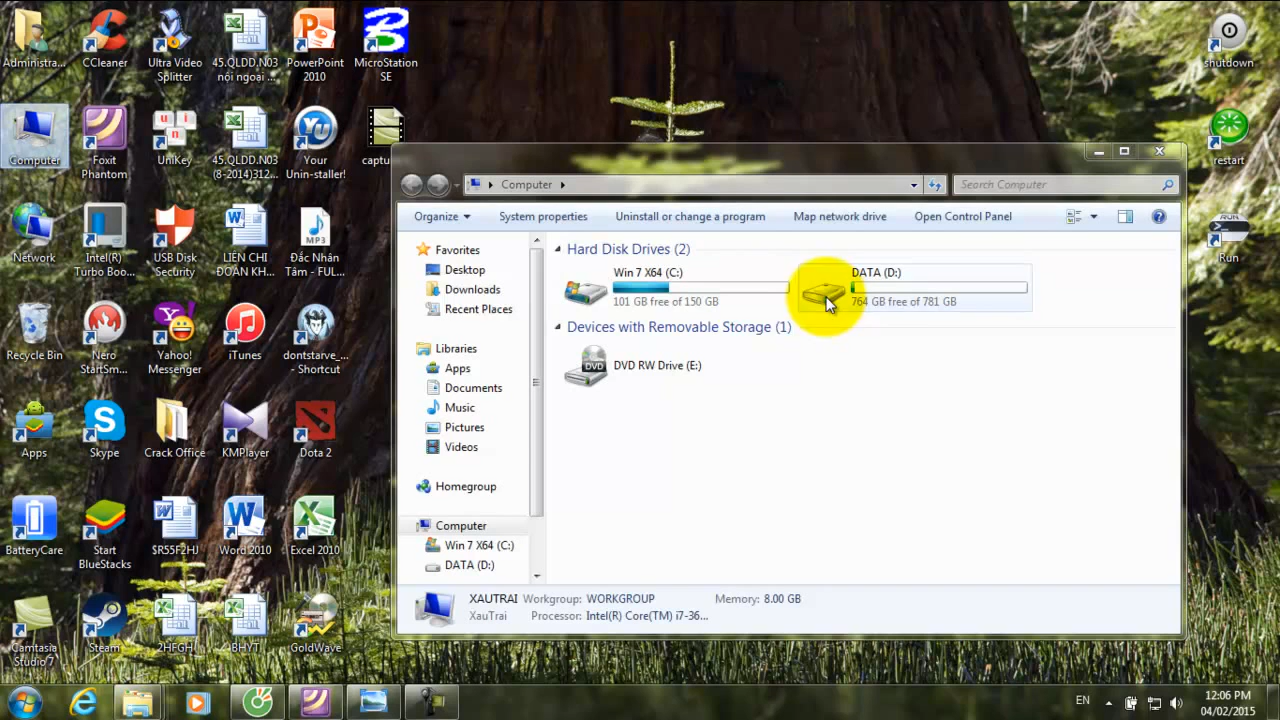 Administra...
CCleaner
Ultra Video
Splitter
45.QLDD.N03
nội ngoại ...
PowerPoint
2010
MicroStation
SE
shutdown
Computer
Foxit
Phantom
UniKey
45.QLDD.N03
(8-2014)312...
Your
Unin-staller!
captu
restart
Network
Intel(R)
Turbo Boo...
USB Disk
Security
LIÊN CHI
ĐOÀN KH...
MP3
Đắc Nhân
Tâm - FUL...
RUN
Run
Recycle Bin
Nero
StartSm...
Yahoo!
Messenger
iTunes
dontstarve_...
- Shortcut
Apps
Skype
Crack Office
KMPlayer
Dota 2
BatteryCare
Start
BlueStacks
$R55F2HJ
Word 2010
Excel 2010
Camtasia
Studio 7
Steam
2HFGH
BHYT
GoldWave
Computer
Search Computer
Organize
System properties
Uninstall or change a program
Map network drive
Open Control Panel
Favorites
Desktop
Downloads
Recent Places
Libraries
Apps
Documents
Music
Pictures
Videos
Homegroup
Computer
Win 7 X64 (C:)
DATA (D:)
Hard Disk Drives (2)
Win 7 X64 (C:)
101 GB free of 150 GB
DATA (D:)
764 GB free of 781 GB
Devices with Removable Storage (1)
DVD
DVD RW Drive (E:)
XAUTRAI Workgroup: WORKGROUP Memory: 8.00 GB
XauTrai Processor: Intel(R) Core(TM) i7-36...
EN
12:06 PM
04/02/2015